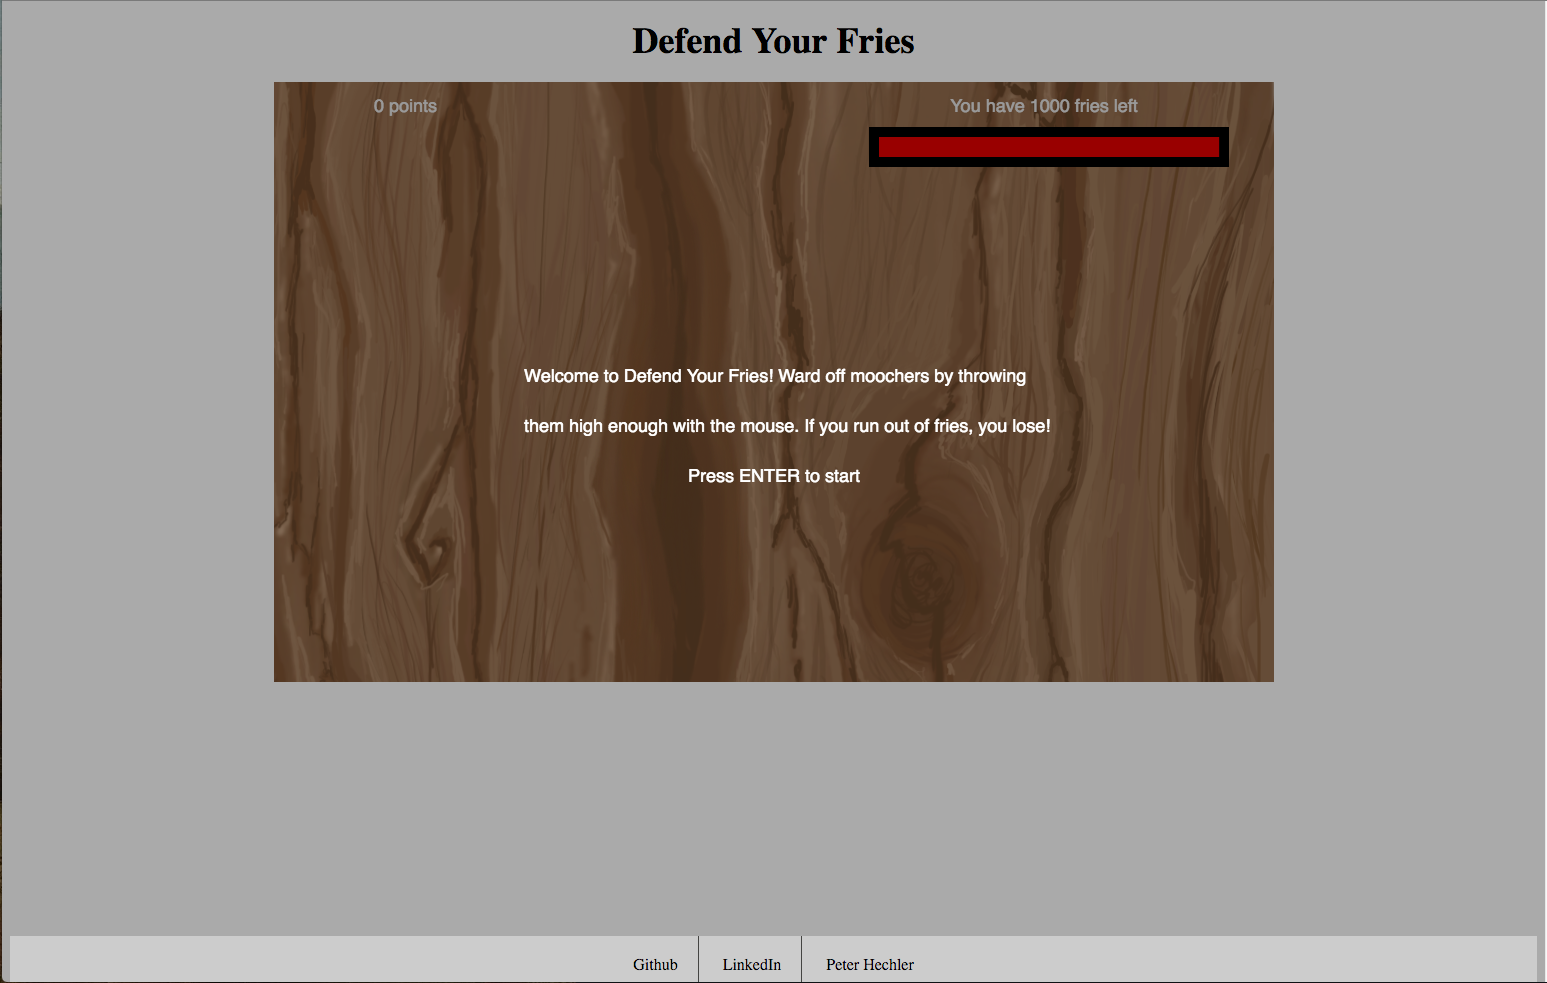 Defend Your Fries
0 points
You have 1000 fries left
Welcome to Defend Your Fries! Ward off moochers by throwing
them high enough with the mouse. If you run out of fries, you lose!
Press ENTER to start
Github
LinkedIn
Peter Hechler